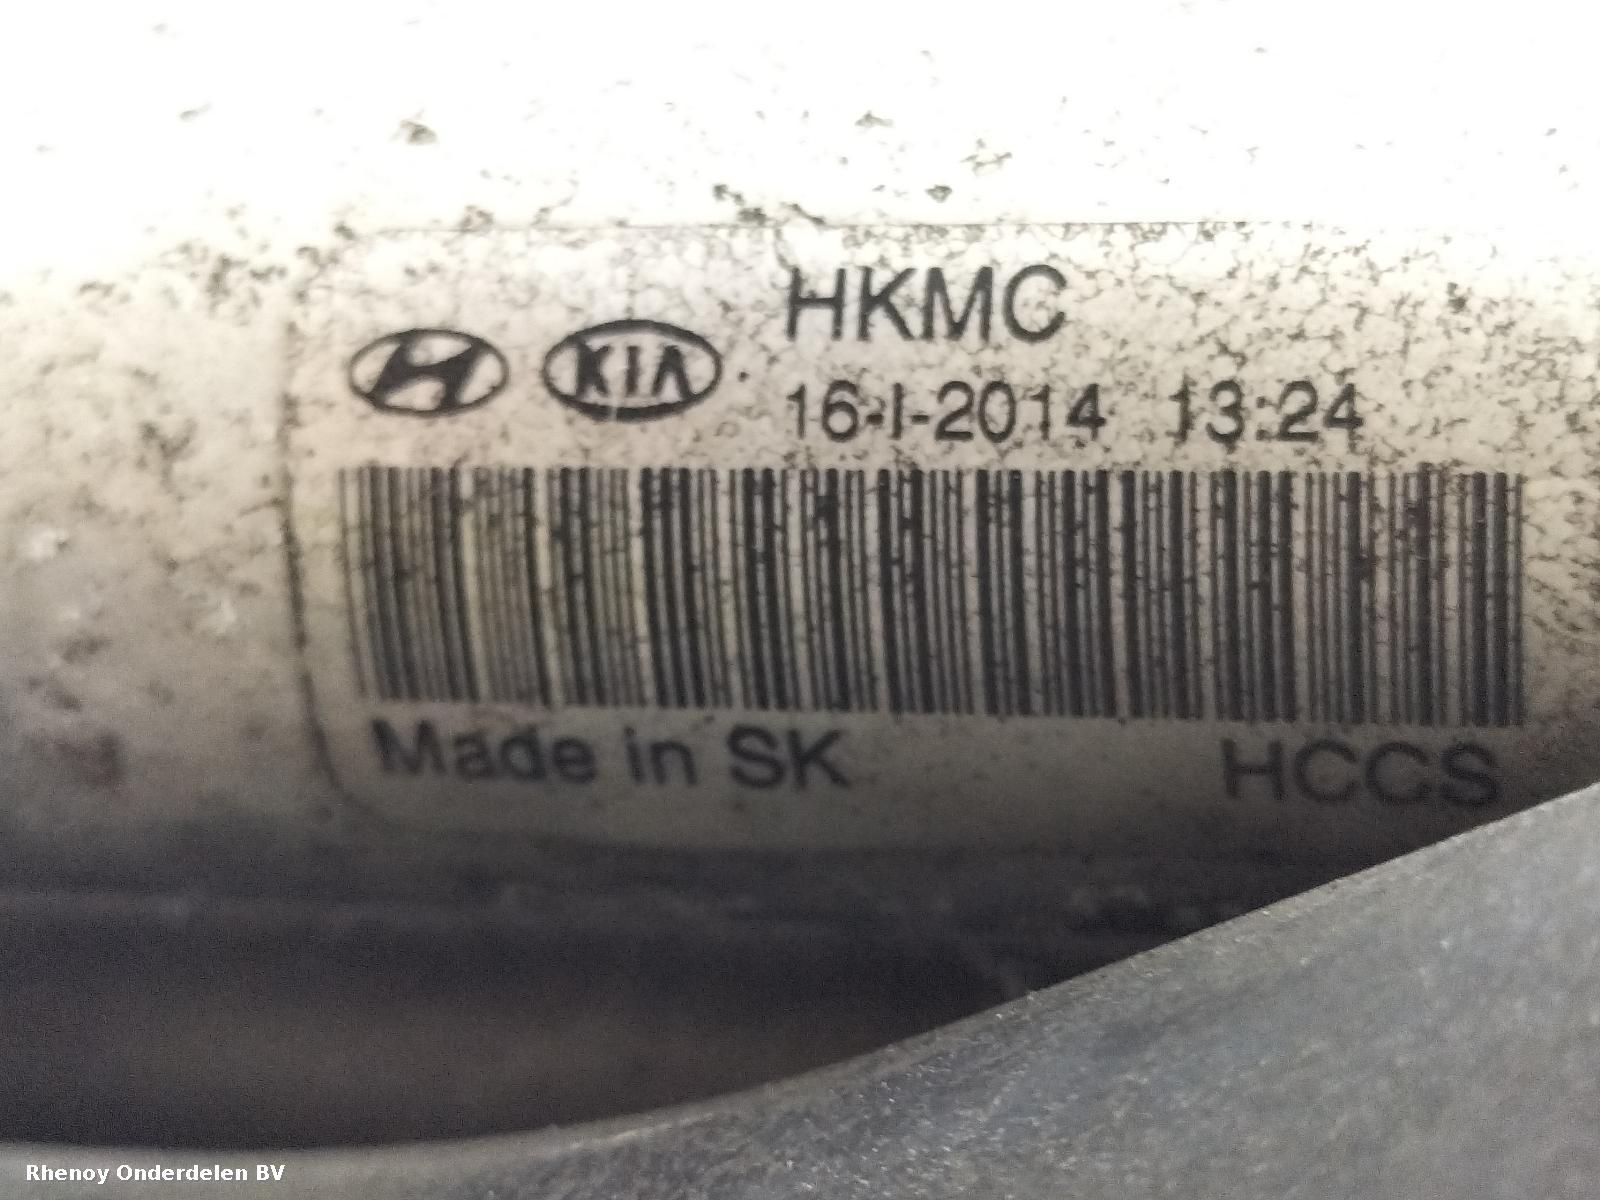 HKMC
KIA
16-I-2014 13:24
Made in SK HCCS
Rhenoy Onderdelen BV